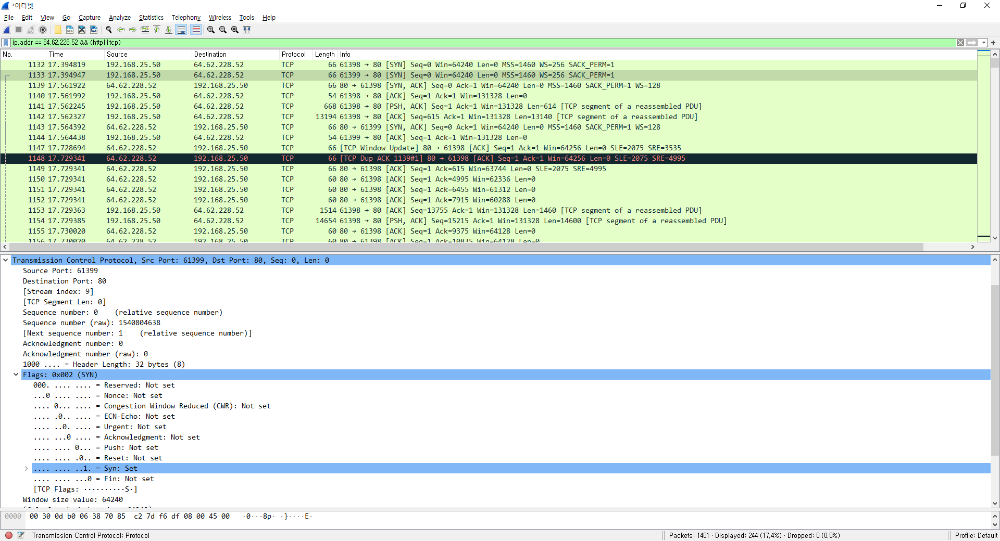 *이더넷
File Edit View Go Capture Analyze Statistics Telephony Wireless Tools Help
ip.addr == 64.62.228.52 && (http||tcp)
No. Time Source Destination Protocol Length Info
1132 17.394819 192.168.25.50 64.62.228.52 TCP 66 61398 → 80 [SYN] Seq=0 Win=64240 Len=0 MSS=1460 WS=256 SACK_PERM=1
1133 17.394947 192.168.25.50 64.62.228.52 TCP 66 61399 → 80 [SYN] Seq=0 Win=64240 Len=0 MSS=1460 WS=256 SACK_PERM=1
1139 17.561922 64.62.228.52 192.168.25.50 TCP 66 80 → 61398 [SYN, ACK] Seq=0 Ack=1 Win=64240 Len=0 MSS=1460 SACK_PERM=1 WS=128
1140 17.561992 192.168.25.50 64.62.228.52 TCP 54 61398 → 80 [ACK] Seq=1 Ack=1 Win=131328 Len=0
1141 17.562245 192.168.25.50 64.62.228.52 TCP 668 61398 → 80 [PSH, ACK] Seq=1 Ack=1 Win=131328 Len=614 [TCP segment of a reassembled PDU]
1142 17.562327 192.168.25.50 64.62.228.52 TCP 13194 61398 → 80 [ACK] Seq=615 Ack=1 Win=131328 Len=13140 [TCP segment of a reassembled PDU]
1143 17.564392 64.62.228.52 192.168.25.50 TCP 66 80 → 61399 [SYN, ACK] Seq=0 Ack=1 Win=64240 Len=0 MSS=1460 SACK_PERM=1 WS=128
1144 17.564438 192.168.25.50 64.62.228.52 TCP 54 61399 → 80 [ACK] Seq=1 Ack=1 Win=131328 Len=0
1147 17.728694 64.62.228.52 192.168.25.50 TCP 66 [TCP Window Update] 80 → 61398 [ACK] Seq=1 Ack=1 Win=64256 Len=0 SLE=2075 SRE=3535
1148 17.729341 64.62.228.52 192.168.25.50 TCP 66 [TCP Dup ACK 1139#1] 80 → 61398 [ACK] Seq=1 Ack=1 Win=64256 Len=0 SLE=2075 SRE=4995
1149 17.729341 64.62.228.52 192.168.25.50 TCP 66 80 → 61398 [ACK] Seq=1 Ack=615 Win=63744 Len=0 SLE=2075 SRE=4995
1150 17.729341 64.62.228.52 192.168.25.50 TCP 60 80 → 61398 [ACK] Seq=1 Ack=4995 Win=62336 Len=0
1151 17.729341 64.62.228.52 192.168.25.50 TCP 60 80 → 61398 [ACK] Seq=1 Ack=6455 Win=61312 Len=0
1152 17.729341 64.62.228.52 192.168.25.50 TCP 60 80 → 61398 [ACK] Seq=1 Ack=7915 Win=60288 Len=0
1153 17.729363 192.168.25.50 64.62.228.52 TCP 1514 61398 → 80 [ACK] Seq=13755 Ack=1 Win=131328 Len=1460 [TCP segment of a reassembled PDU]
1154 17.729385 192.168.25.50 64.62.228.52 TCP 14654 61398 → 80 [PSH, ACK] Seq=15215 Ack=1 Win=131328 Len=14600 [TCP segment of a reassembled PDU]
1155 17.730020 64.62.228.52 192.168.25.50 TCP 60 80 → 61398 [ACK] Seq=1 Ack=9375 Win=64128 Len=0
1156 17.730020 64.62.228.52 192.168.25.50 TCP 60 80 → 61398 [ACK] Seq=1 Ack=10835 Win=64128 Len=0
Transmission Control Protocol, Src Port: 61399, Dst Port: 80, Seq: 0, Len: 0
Source Port: 61399
Destination Port: 80
[Stream index: 9]
[TCP Segment Len: 0]
Sequence number: 0    (relative sequence number)
Sequence number (raw): 1540804638
[Next sequence number: 1    (relative sequence number)]
Acknowledgment number: 0
Acknowledgment number (raw): 0
1000 .... = Header Length: 32 bytes (8)
Flags: 0x002 (SYN)
000. .... .... = Reserved: Not set
...0 .... .... = Nonce: Not set
.... 0... .... = Congestion Window Reduced (CWR): Not set
.... .0.. .... = ECN-Echo: Not set
.... ..0. .... = Urgent: Not set
.... ...0 .... = Acknowledgment: Not set
.... .... 0... = Push: Not set
.... .... .0.. = Reset: Not set
.... .... ..1. = Syn: Set
.... .... ...0 = Fin: Not set
[TCP Flags: ··········S·]
Window size value: 64240
0000 00 30 0d b0 06 38 70 85 c2 7d f6 df 08 00 45 00 ·0···8p· ·}····E·
Transmission Control Protocol: Protocol Packets: 1401 · Displayed: 244 (17.4%) · Dropped: 0 (0.0%) Profile: Default